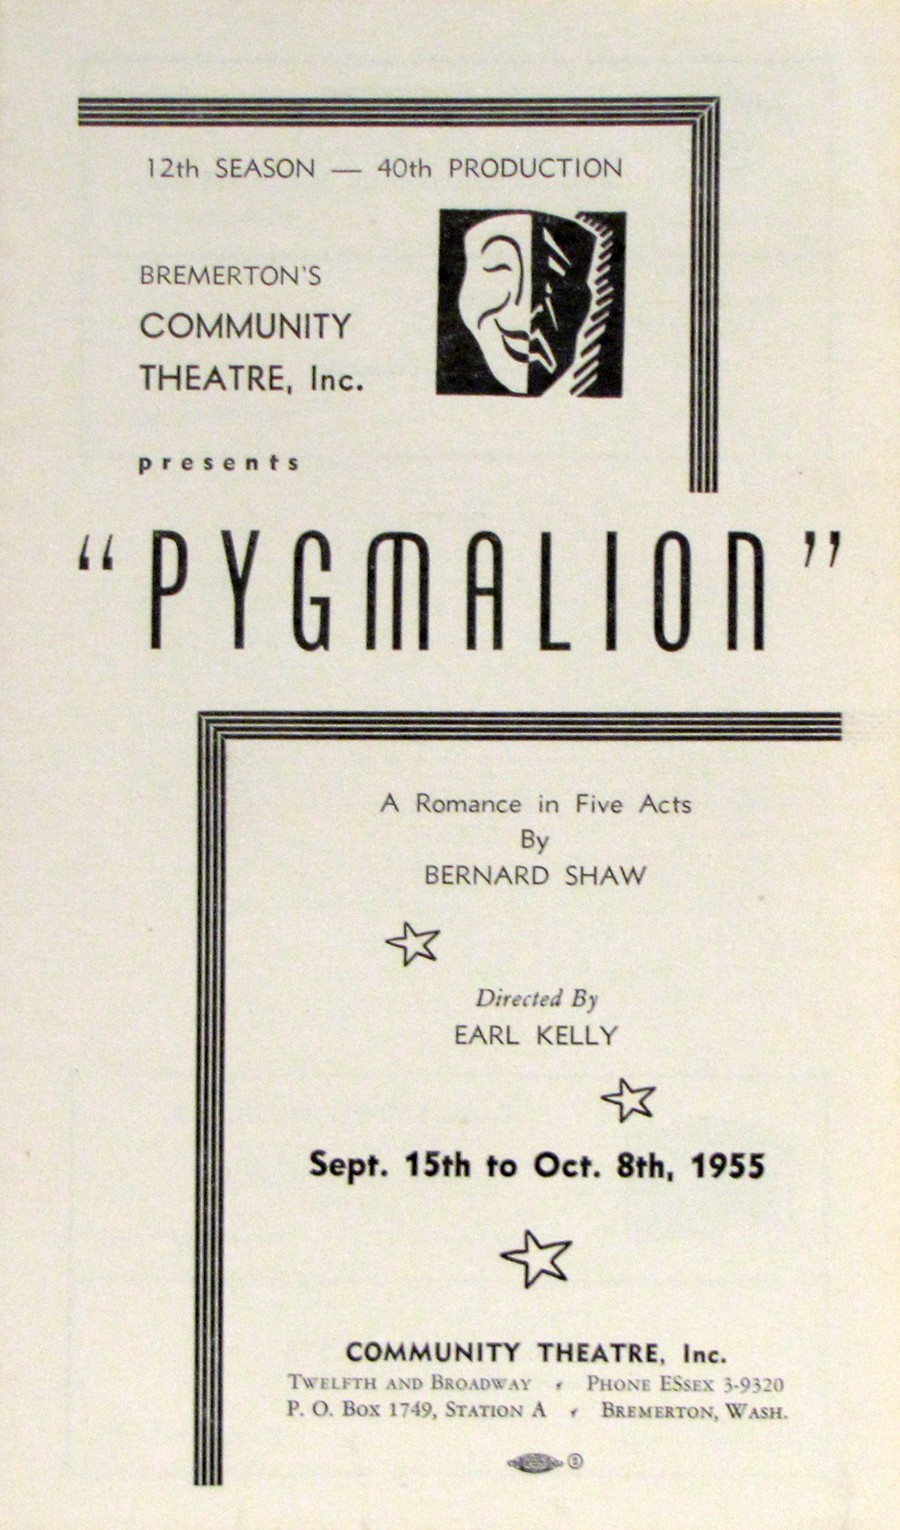 12th SEASON — 40th PRODUCTION
BREMERTON'S
COMMUNITY
THEATRE, Inc.
presents
“PYGMALION”
A Romance in Five Acts
By
BERNARD SHAW
Directed By
EARL KELLY
Sept. 15th to Oct. 8th, 1955
COMMUNITY THEATRE, Inc.
TWELFTH AND BROADWAY PHONE ESSEX 3-9320
P. O. BOX 1749, STATION A BREMERTON, WASH.